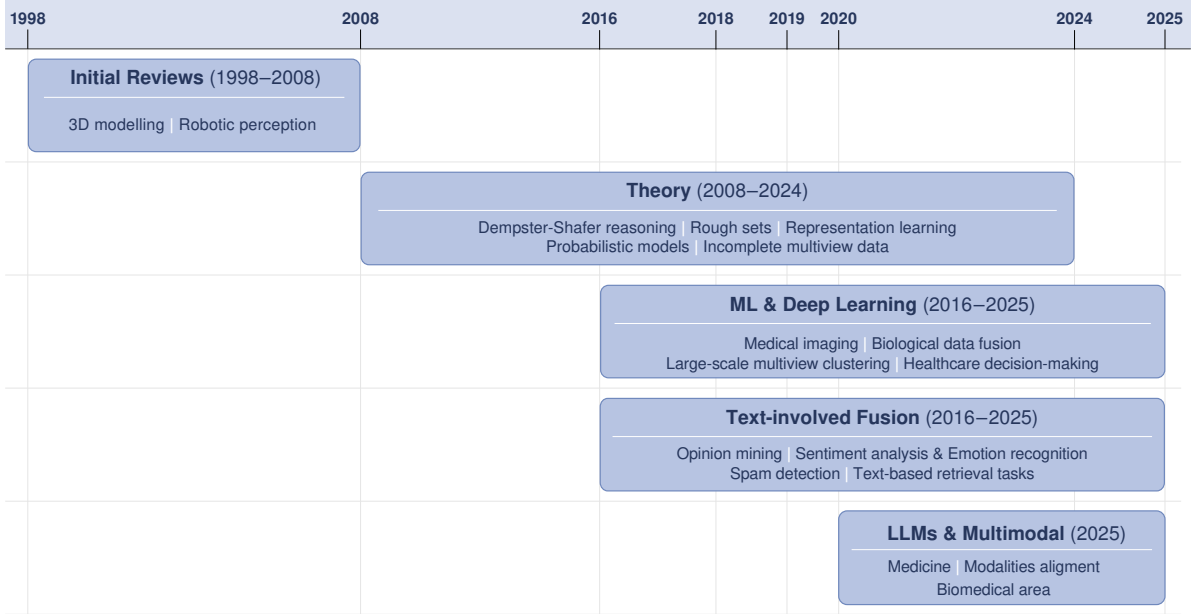 1998 2008 2016 2018 2019 2020 2024 2025
Initial Reviews (1998–2008)
3D modelling | Robotic perception
Theory (2008–2024)
Dempster-Shafer reasoning | Rough sets | Representation learning
Probabilistic models | Incomplete multiview data
ML & Deep Learning (2016–2025)
Medical imaging | Biological data fusion
Large-scale multiview clustering | Healthcare decision-making
Text-involved Fusion (2016–2025)
Opinion mining | Sentiment analysis & Emotion recognition
Spam detection | Text-based retrieval tasks
LLMs & Multimodal (2025)
Medicine | Modalities aligment
Biomedical area